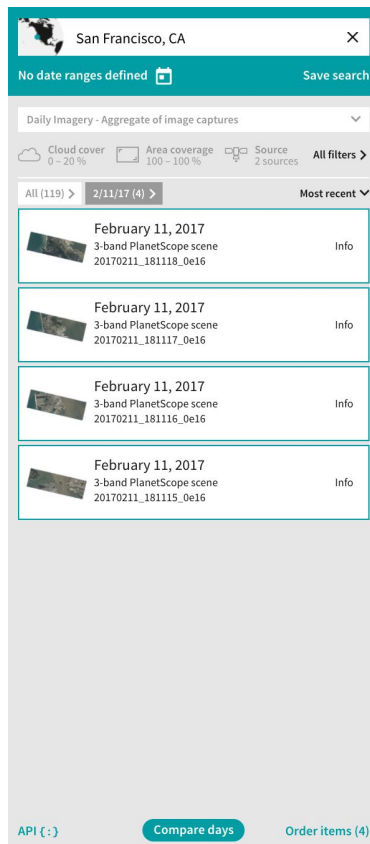 San Francisco, CA ×
No date ranges defined Save search
Daily Imagery - Aggregate of image captures
Cloud cover Area coverage Source
0 – 20 % 100 – 100 % 2 sources All filters >
All (119) > 2/11/17 (4) > Most recent
February 11, 2017
3-band PlanetScope scene Info
20170211_181118_0e16
February 11, 2017
3-band PlanetScope scene Info
20170211_181117_0e16
February 11, 2017
3-band PlanetScope scene Info
20170211_181116_0e16
February 11, 2017
3-band PlanetScope scene Info
20170211_181115_0e16
API {:} Compare days Order items (4)